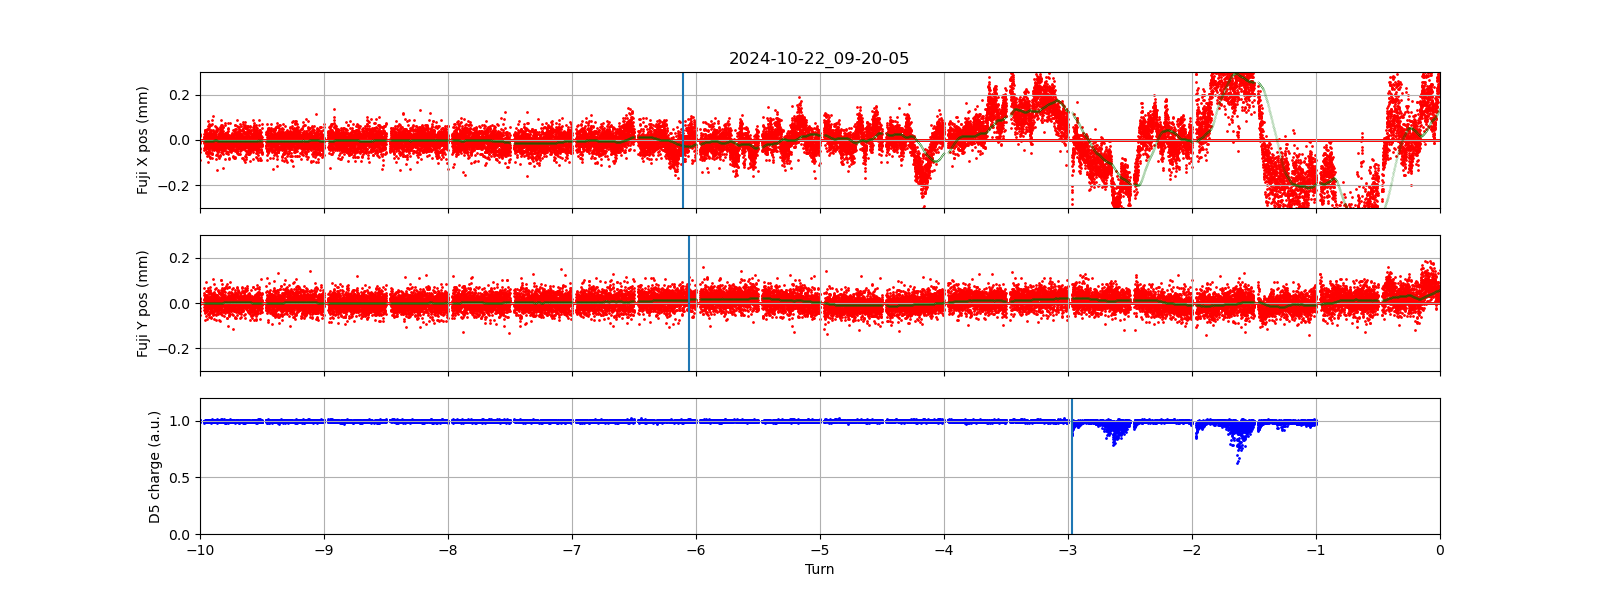 2024-10-22_09-20-05
Fuji X pos (mm)
0.2
0.0
−0.2
Fuji Y pos (mm)
0.2
0.0
−0.2
D5 charge (a.u.)
1.0
0.5
0.0
−10 −9 −8 −7 −6 −5 −4 −3 −2 −1 0
Turn